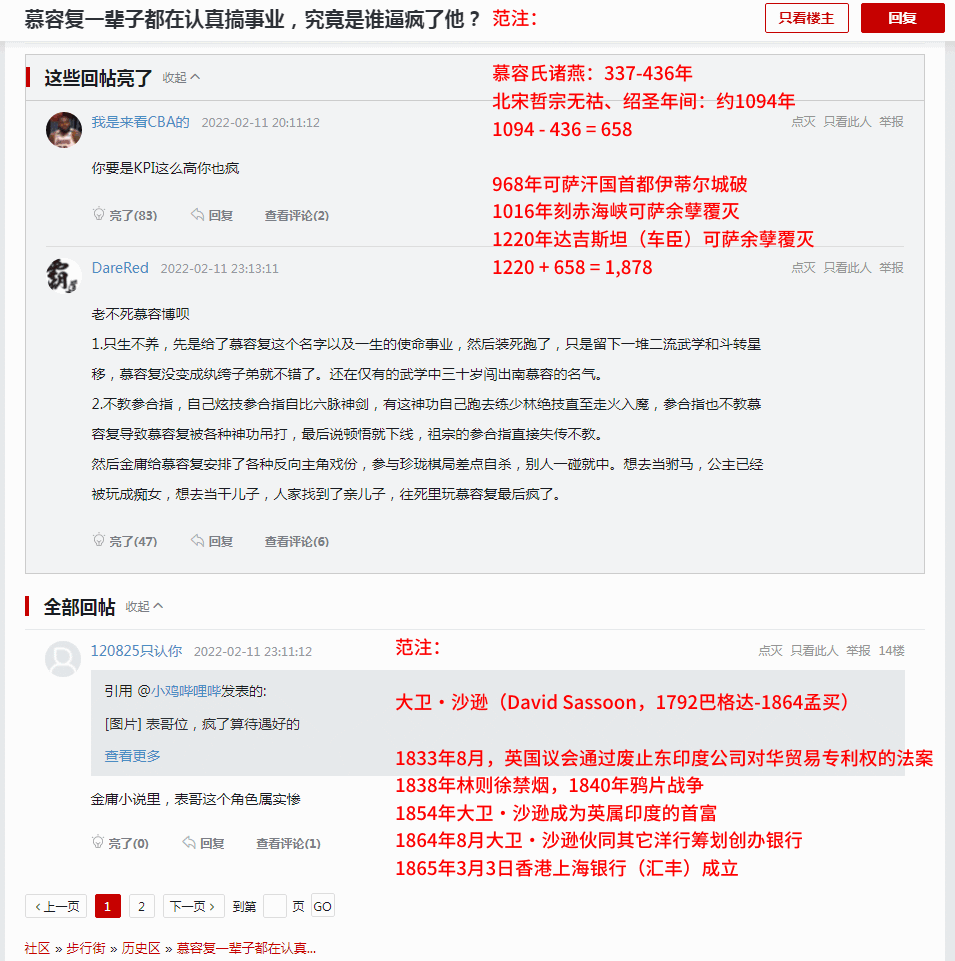 慕容复一辈子都在认真搞事业，究竟是谁逼疯了他？ 范注：
只看楼主 回复
这些回帖亮了 收起
慕容氏诸燕：337-436年
北宋哲宗无祜、绍圣年间：约1094年
1094 - 436 = 658
968年可萨汗国首都伊蒂尔城破
1016年刻赤海峡可萨余孽覆灭
1220年达吉斯坦（车臣）可萨余孽覆灭
1220 + 658 = 1,878
我是来看CBA的 2022-02-11 20:11:12 点灭 只看此人 举报
你要是KPI这么高你也疯
亮了(83) 回复 查看评论(2)
DareRed 2022-02-11 23:13:11 点灭 只看此人 举报
老不死慕容博呗
1.只生不养，先是给了慕容复这个名字以及一生的使命事业，然后装死跑了，只是留下一堆二流武学和斗转星
移，慕容复没变成纨绔子弟就不错了。还在仅有的武学中三十岁闯出南慕容的名气。
2.不教参合指，自己炫技参合指自比六脉神剑，有这神功自己跑去练少林绝技直至走火入魔，参合指也不教慕
容复导致慕容复被各种神功吊打，最后说顿悟就下线，祖宗的参合指直接失传不教。
然后金庸给慕容复安排了各种反向主角戏份，参与珍珑棋局差点自杀，别人一碰就中。想去当驸马，公主已经
被玩成痴女，想去当干儿子，人家找到了亲儿子，往死里玩慕容复最后疯了。
亮了(47) 回复 查看评论(6)
全部回帖 收起
120825只认你 2022-02-11 23:11:12 点灭 只看此人 举报 14楼
引用 @小鸡哔哩哔发表的:
[图片] 表哥位，疯了算待遇好的
查看更多
金庸小说里，表哥这个角色属实惨
亮了(0) 回复 查看评论(1)
范注：
大卫·沙逊（David Sassoon，1792巴格达-1864孟买）
1833年8月，英国议会通过废止东印度公司对华贸易专利权的法案
1838年林则徐禁烟，1840年鸦片战争
1854年大卫·沙逊成为英属印度的首富
1864年8月大卫·沙逊伙同其它洋行筹划创办银行
1865年3月3日香港上海银行（汇丰）成立
上一页 1 2 下一页 到第 页 GO
社区 » 步行街 » 历史区 » 慕容复一辈子都在认真...